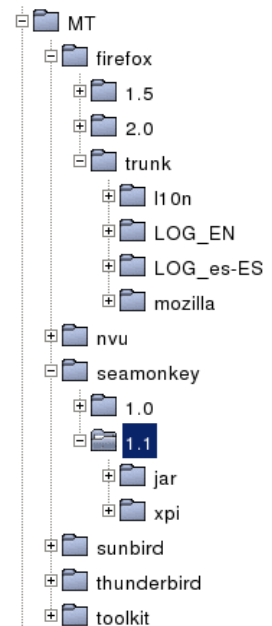 MT
firefox
1.5
2.0
trunk
l10n
LOG_EN
LOG_es-ES
mozilla
nvu
seamonkey
1.0
1.1
jar
xpi
sunbird
thunderbird
toolkit